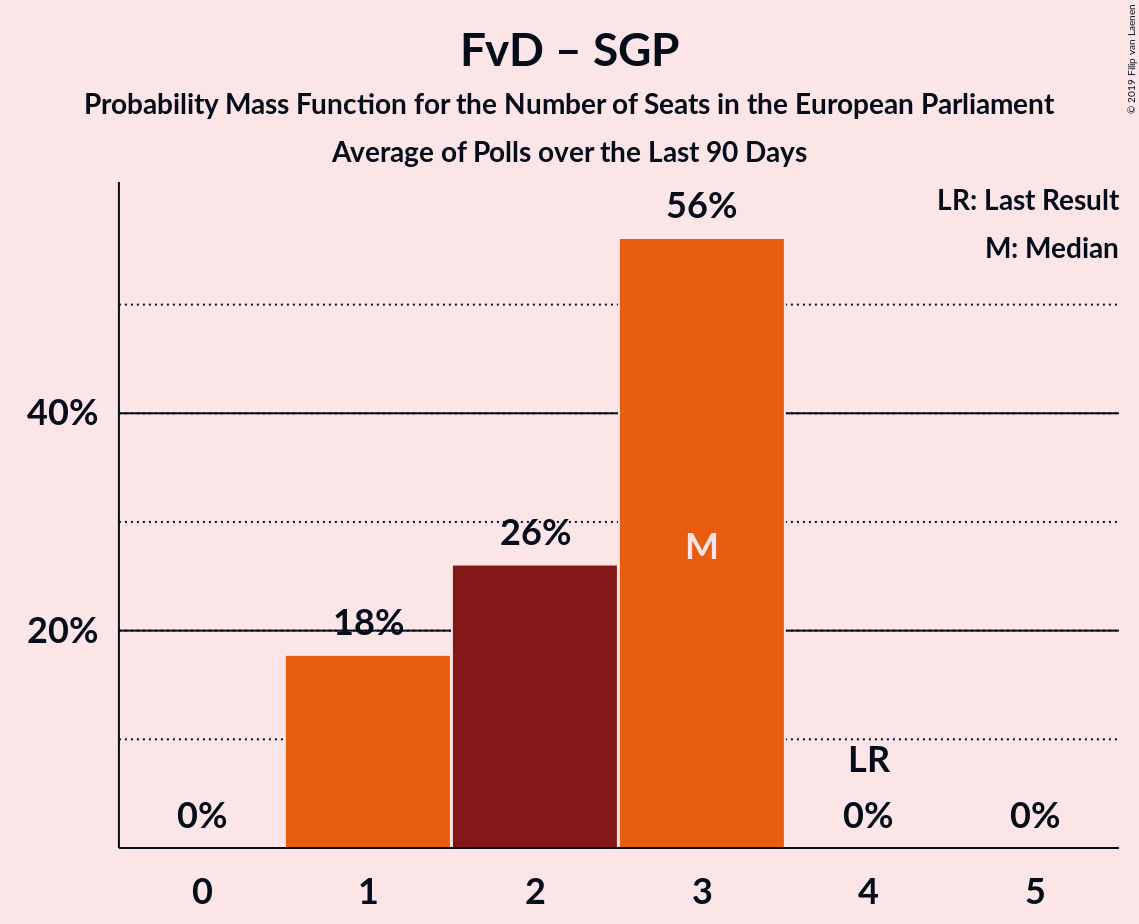 FvD – SGP
Probability Mass Function for the Number of Seats in the European Parliament
Average of Polls over the Last 90 Days
© 2019 Filip van Laenen
LR: Last Result
M: Median
56%
40%
26%
M
20%
18%
LR
0%
0%
0%
0 1 2 3 4 5